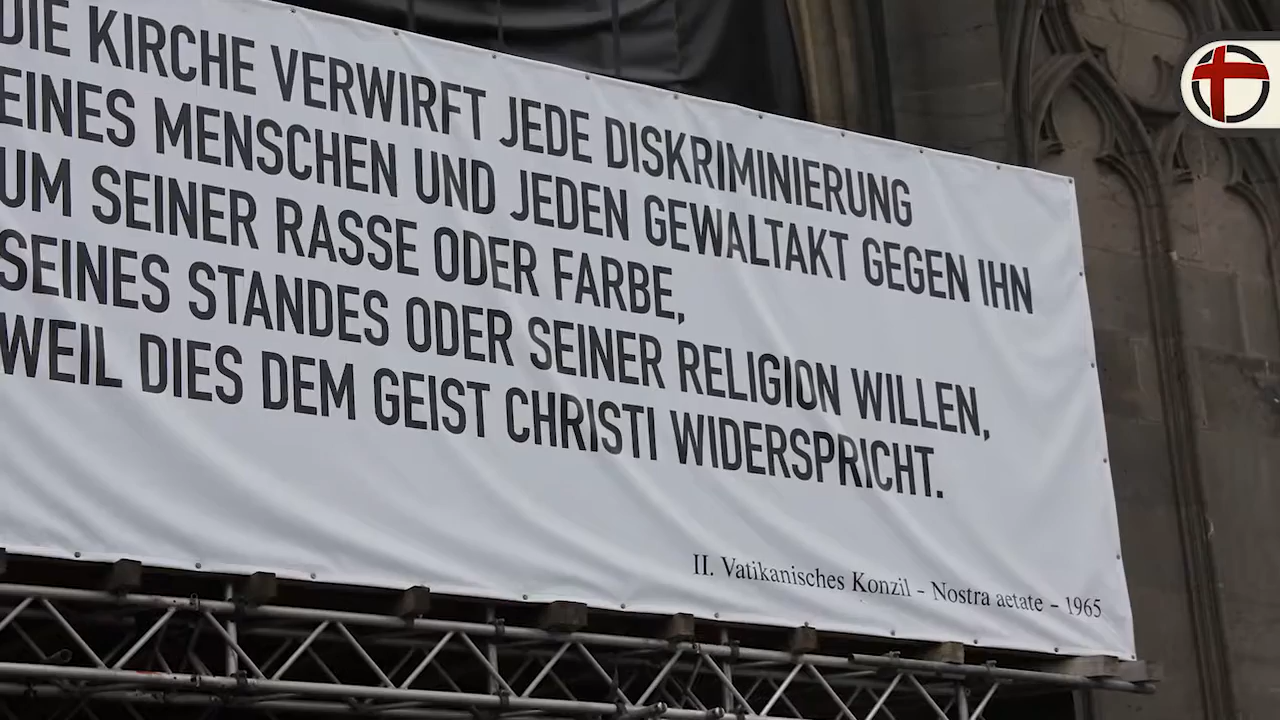 DIE KIRCHE VERWIRFT JEDE DISKRIMINIERUNG
EINES MENSCHEN UND JEDEN GEWALTAKT GEGEN IHN
UM SEINER RASSE ODER FARBE,
SEINES STANDES ODER SEINER RELIGION WILLEN,
WEIL DIES DEM GEIST CHRISTI WIDERSPRICHT.
II. Vatikanisches Konzil - Nostra aetate - 1965